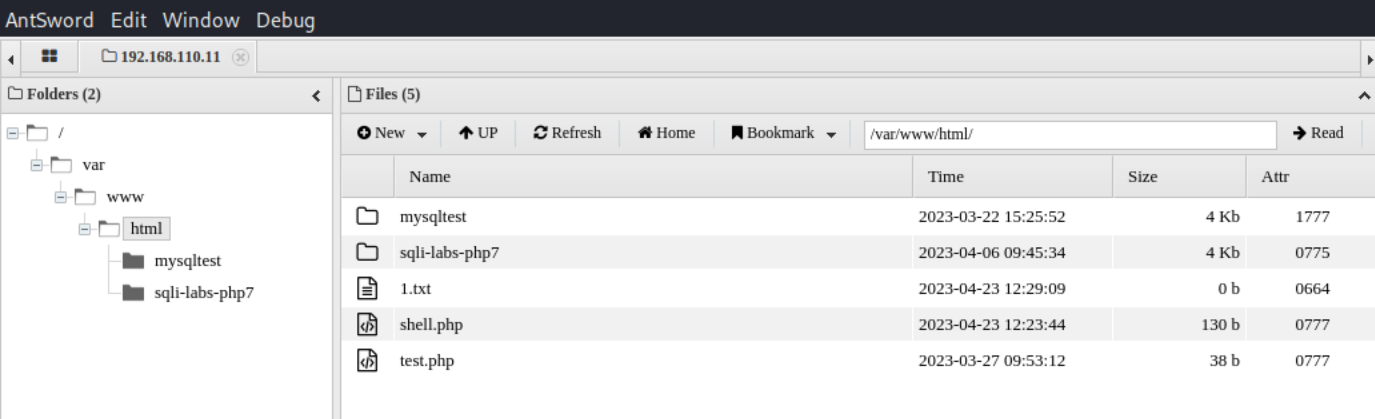 AntSword Edit Window Debug
192.168.110.11
Folders (2)
Files (5)
New UP Refresh Home Bookmark /var/www/html/ Read
/
var
www
html
mysqltest
sqli-labs-php7
Name Time Size Attr
mysqltest 2023-03-22 15:25:52 4 Kb 1777
sqli-labs-php7 2023-04-06 09:45:34 4 Kb 0775
1.txt 2023-04-23 12:29:09 0 b 0664
shell.php 2023-04-23 12:23:44 130 b 0777
test.php 2023-03-27 09:53:12 38 b 0777